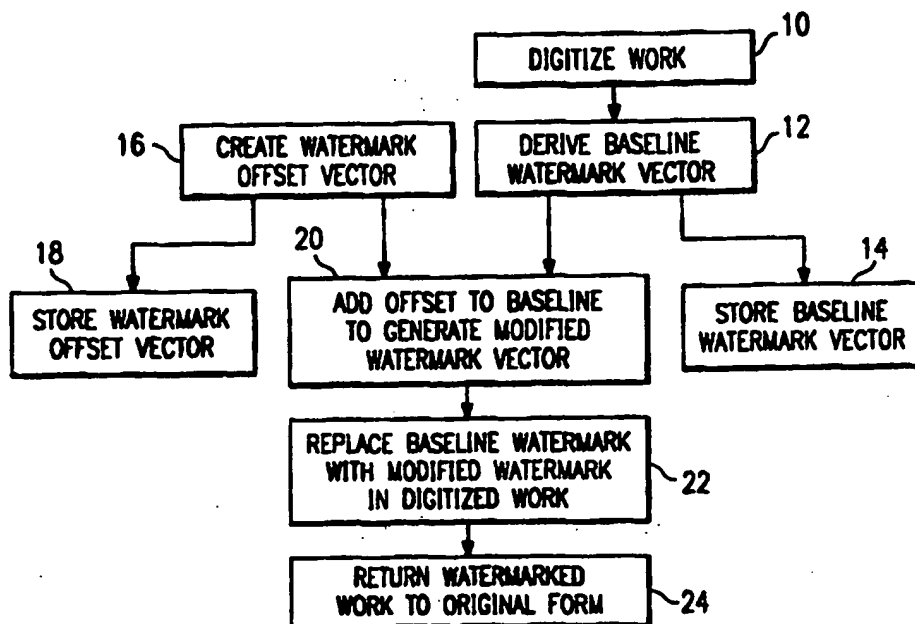 10
DIGITIZE WORK
16
CREATE WATERMARK
OFFSET VECTOR
DERIVE BASELINE
WATERMARK VECTOR
12
18
STORE WATERMARK
OFFSET VECTOR
20
ADD OFFSET TO BASELINE
TO GENERATE MODIFIED
WATERMARK VECTOR
14
STORE BASELINE
WATERMARK VECTOR
REPLACE BASELINE WATERMARK
WITH MODIFIED WATERMARK
IN DIGITIZED WORK
22
RETURN WATERMARKED
WORK TO ORIGINAL FORM
24